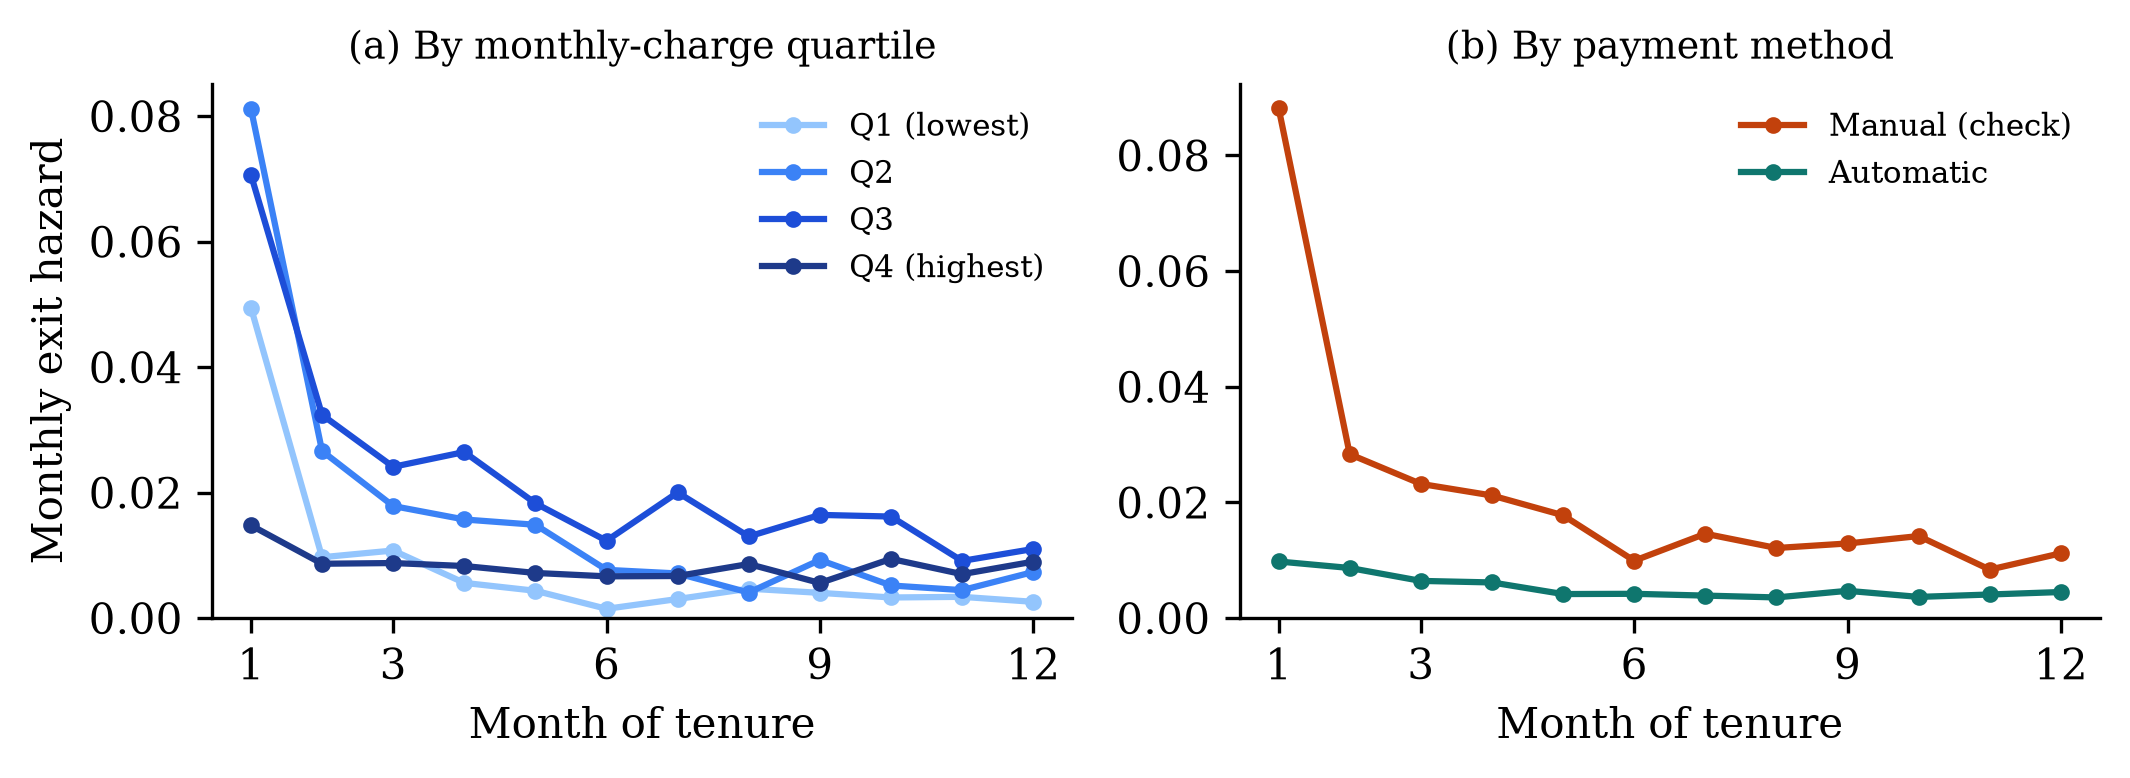 (a) By monthly-charge quartile
Monthly exit hazard
0.08
0.06
0.04
0.02
0.00
Q1 (lowest)
Q2
Q3
Q4 (highest)
1 3 6 9 12
Month of tenure
(b) By payment method
0.08
0.06
0.04
0.02
0.00
Manual (check)
Automatic
1 3 6 9 12
Month of tenure